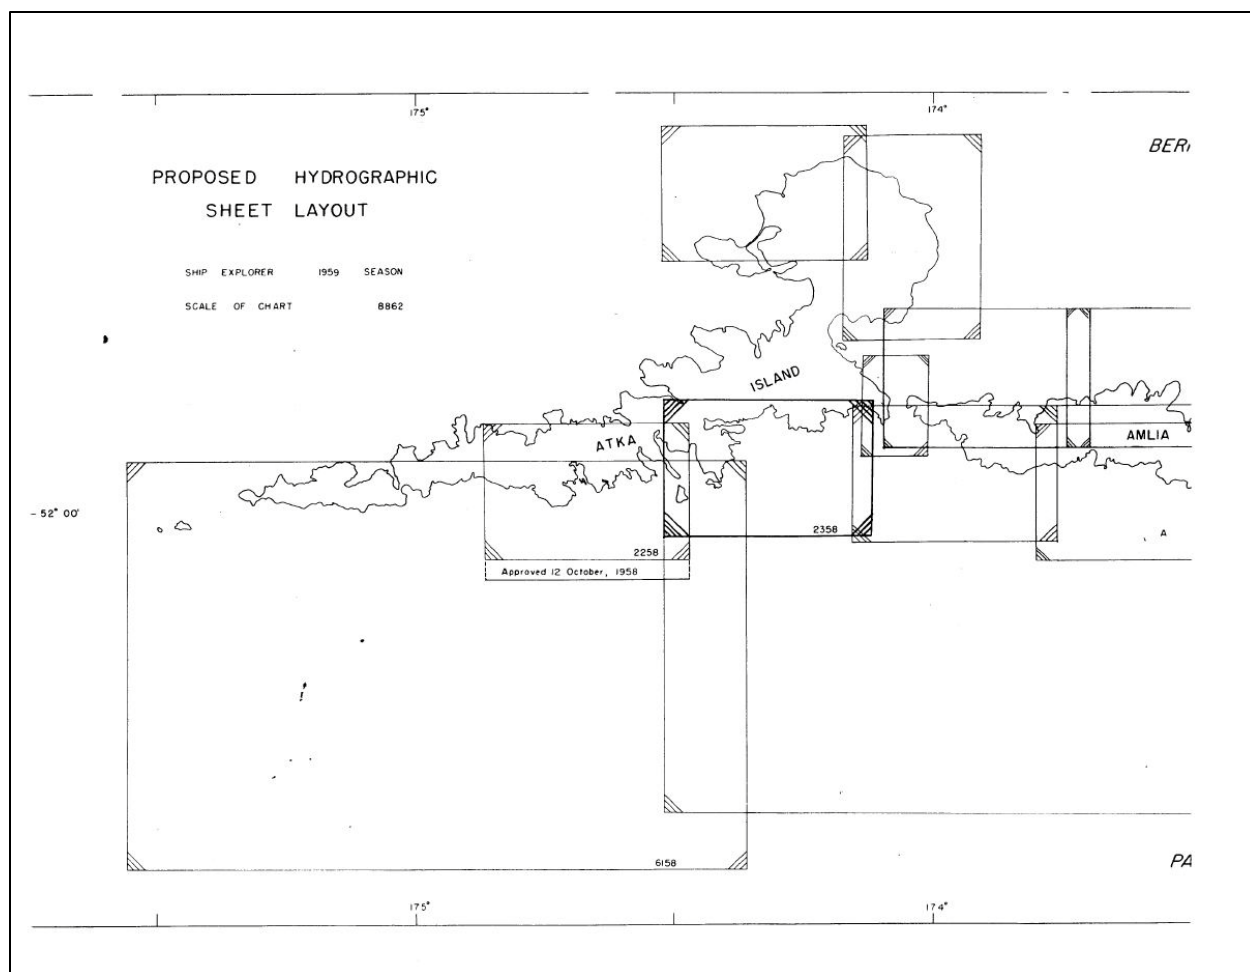 175°
174°
BERI
PROPOSED HYDROGRAPHIC
SHEET LAYOUT
SHIP EXPLORER 1959 SEASON
SCALE OF CHART 8862
ISLAND
ATKA
AMLIA
- 52° 00'
2358
A
2258
Approved 12 October, 1958
6158
PA
175°
174°